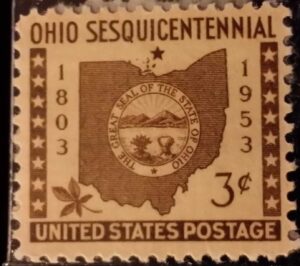 OHIO SESQUICENTENNIAL
1803
1953
THE GREAT SEAL OF THE STATE OF OHIO
3¢
UNITED STATES POSTAGE